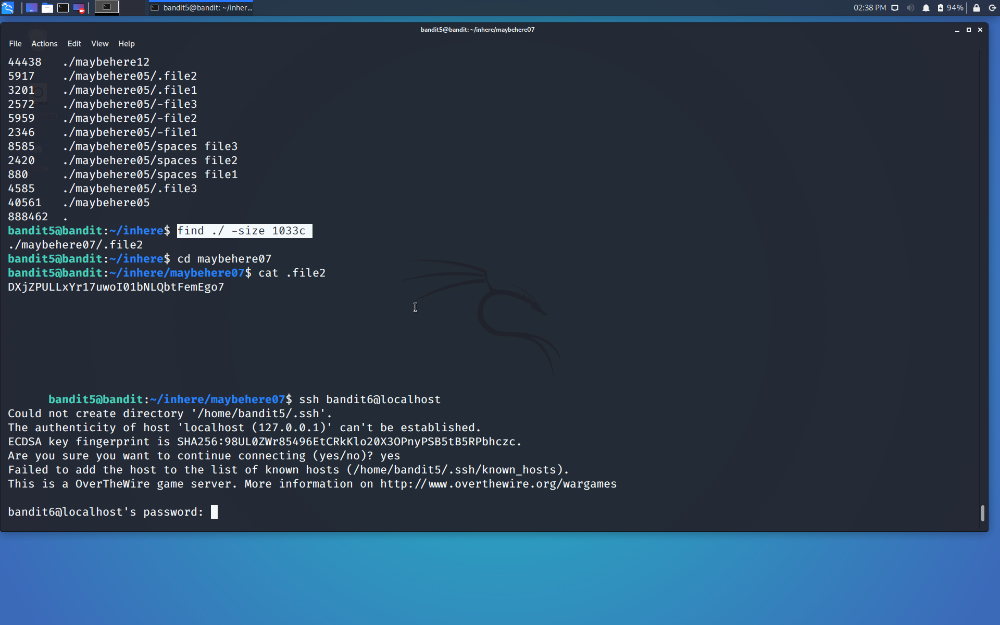 bandit5@bandit: ~/inher...
02:38 PM
94%
bandit5@bandit: ~/inhere/maybehere07
File Actions Edit View Help
44438 ./maybehere12
5917 ./maybehere05/.file2
3201 ./maybehere05/.file1
2572 ./maybehere05/-file3
5959 ./maybehere05/-file2
2346 ./maybehere05/-file1
8585 ./maybehere05/spaces file3
2420 ./maybehere05/spaces file2
880 ./maybehere05/spaces file1
4585 ./maybehere05/.file3
40561 ./maybehere05
888462 .
bandit5@bandit:~/inhere$ find ./ -size 1033c
./maybehere07/.file2
bandit5@bandit:~/inhere$ cd maybehere07
bandit5@bandit:~/inhere/maybehere07$ cat .file2
DXjZPULLxYr17uwoI01bNLQbtFemEgo7
bandit5@bandit:~/inhere/maybehere07$ ssh bandit6@localhost
Could not create directory '/home/bandit5/.ssh'.
The authenticity of host 'localhost (127.0.0.1)' can't be established.
ECDSA key fingerprint is SHA256:98UL0ZWr85496EtCRkKlo20X3OPnyPSB5tB5RPbhczc.
Are you sure you want to continue connecting (yes/no)? yes
Failed to add the host to the list of known hosts (/home/bandit5/.ssh/known_hosts).
This is a OverTheWire game server. More information on http://www.overthewire.org/wargames
bandit6@localhost's password: